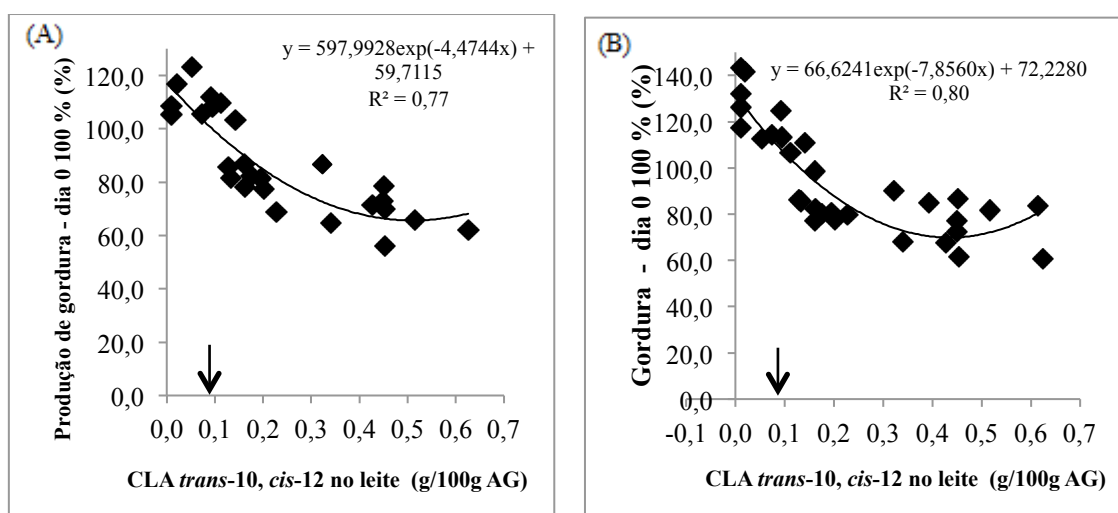 (A)
y = 597,9928exp(-4,4744x) +
59,7115
R² = 0,77
Produção de gordura - dia 0 100 % (%)
120,0
100,0
80,0
60,0
40,0
20,0
0,0
0,0 0,1 0,2 0,3 0,4 0,5 0,6 0,7
CLA trans-10, cis-12 no leite (g/100g AG)
(B)
y = 66,6241exp(-7,8560x) + 72,2280
R² = 0,80
Gordura - dia 0 100 % (%)
140,0
120,0
100,0
80,0
60,0
40,0
20,0
0,0
-0,1 0,0 0,1 0,2 0,3 0,4 0,5 0,6 0,7
CLA trans-10, cis-12 no leite (g/100g AG)